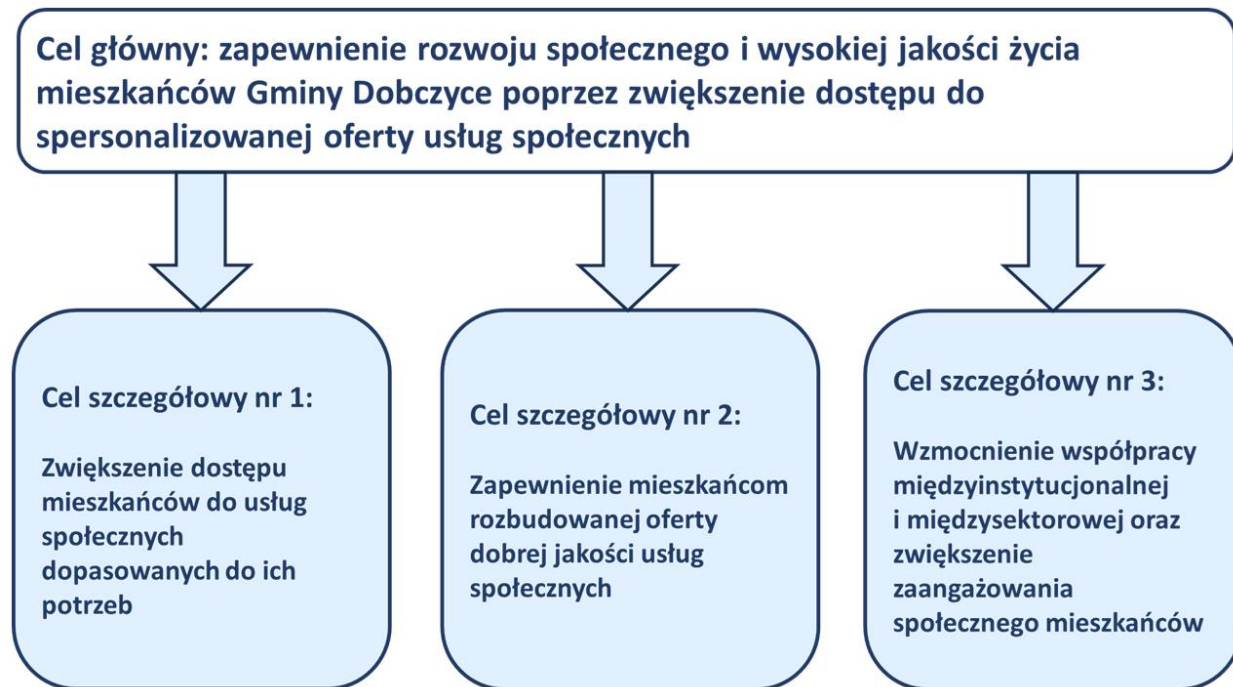 Cel główny: zapewnienie rozwoju społecznego i wysokiej jakości życia
mieszkańców Gminy Dobczyce poprzez zwiększenie dostępu do
spersonalizowanej oferty usług społecznych
Cel szczegółowy nr 1:
Zwiększenie dostępu
mieszkańców do usług
społecznych
dopasowanych do ich
potrzeb
Cel szczegółowy nr 2:
Zapewnienie mieszkańcom
rozbudowanej oferty
dobrej jakości usług
społecznych
Cel szczegółowy nr 3:
Wzmocnienie współpracy
międzyinstytucjonalnej
i międzysektorowej oraz
zwiększenie
zaangażowania
społecznego mieszkańców